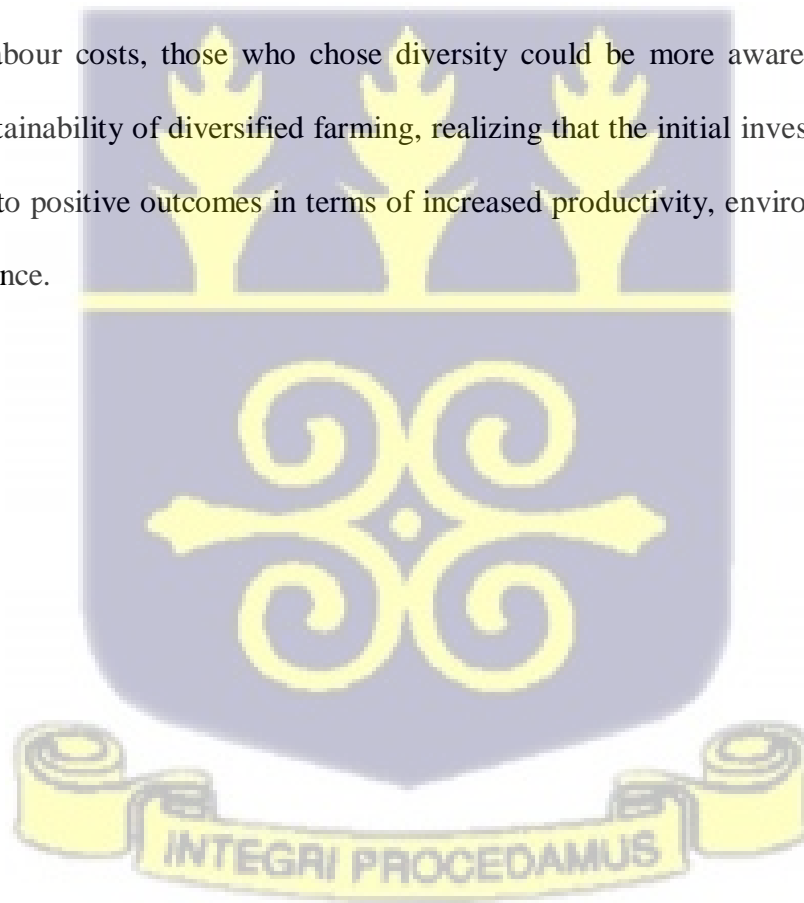 abour costs, those who chose diversity could be more aware
tainability of diversified farming, realizing that the initial inves
to positive outcomes in terms of increased productivity, enviro
ence.
INTEGRI PROCEDAMUS